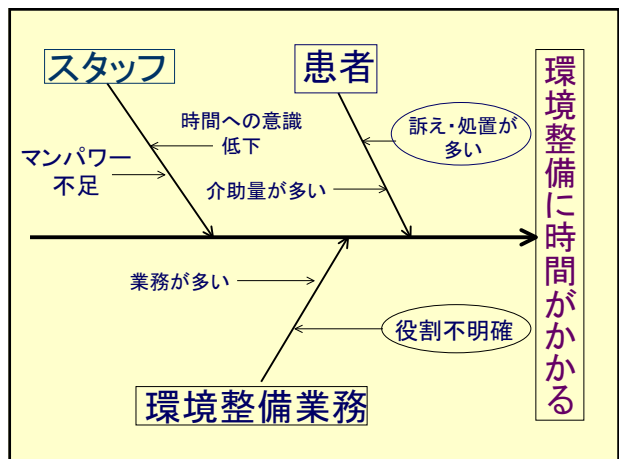 スタッフ
患者
時間への意識
低下
マンパワー
不足
訴え・処置が
多い
介助量が多い
業務が多い
役割不明確
環境整備業務
環境整備に時間がかかる